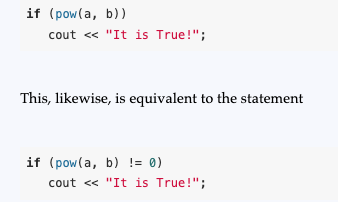 if (pow(a, b))
cout << "It is True!";
This, likewise, is equivalent to the statement
if (pow(a, b) != 0)
cout << "It is True!";